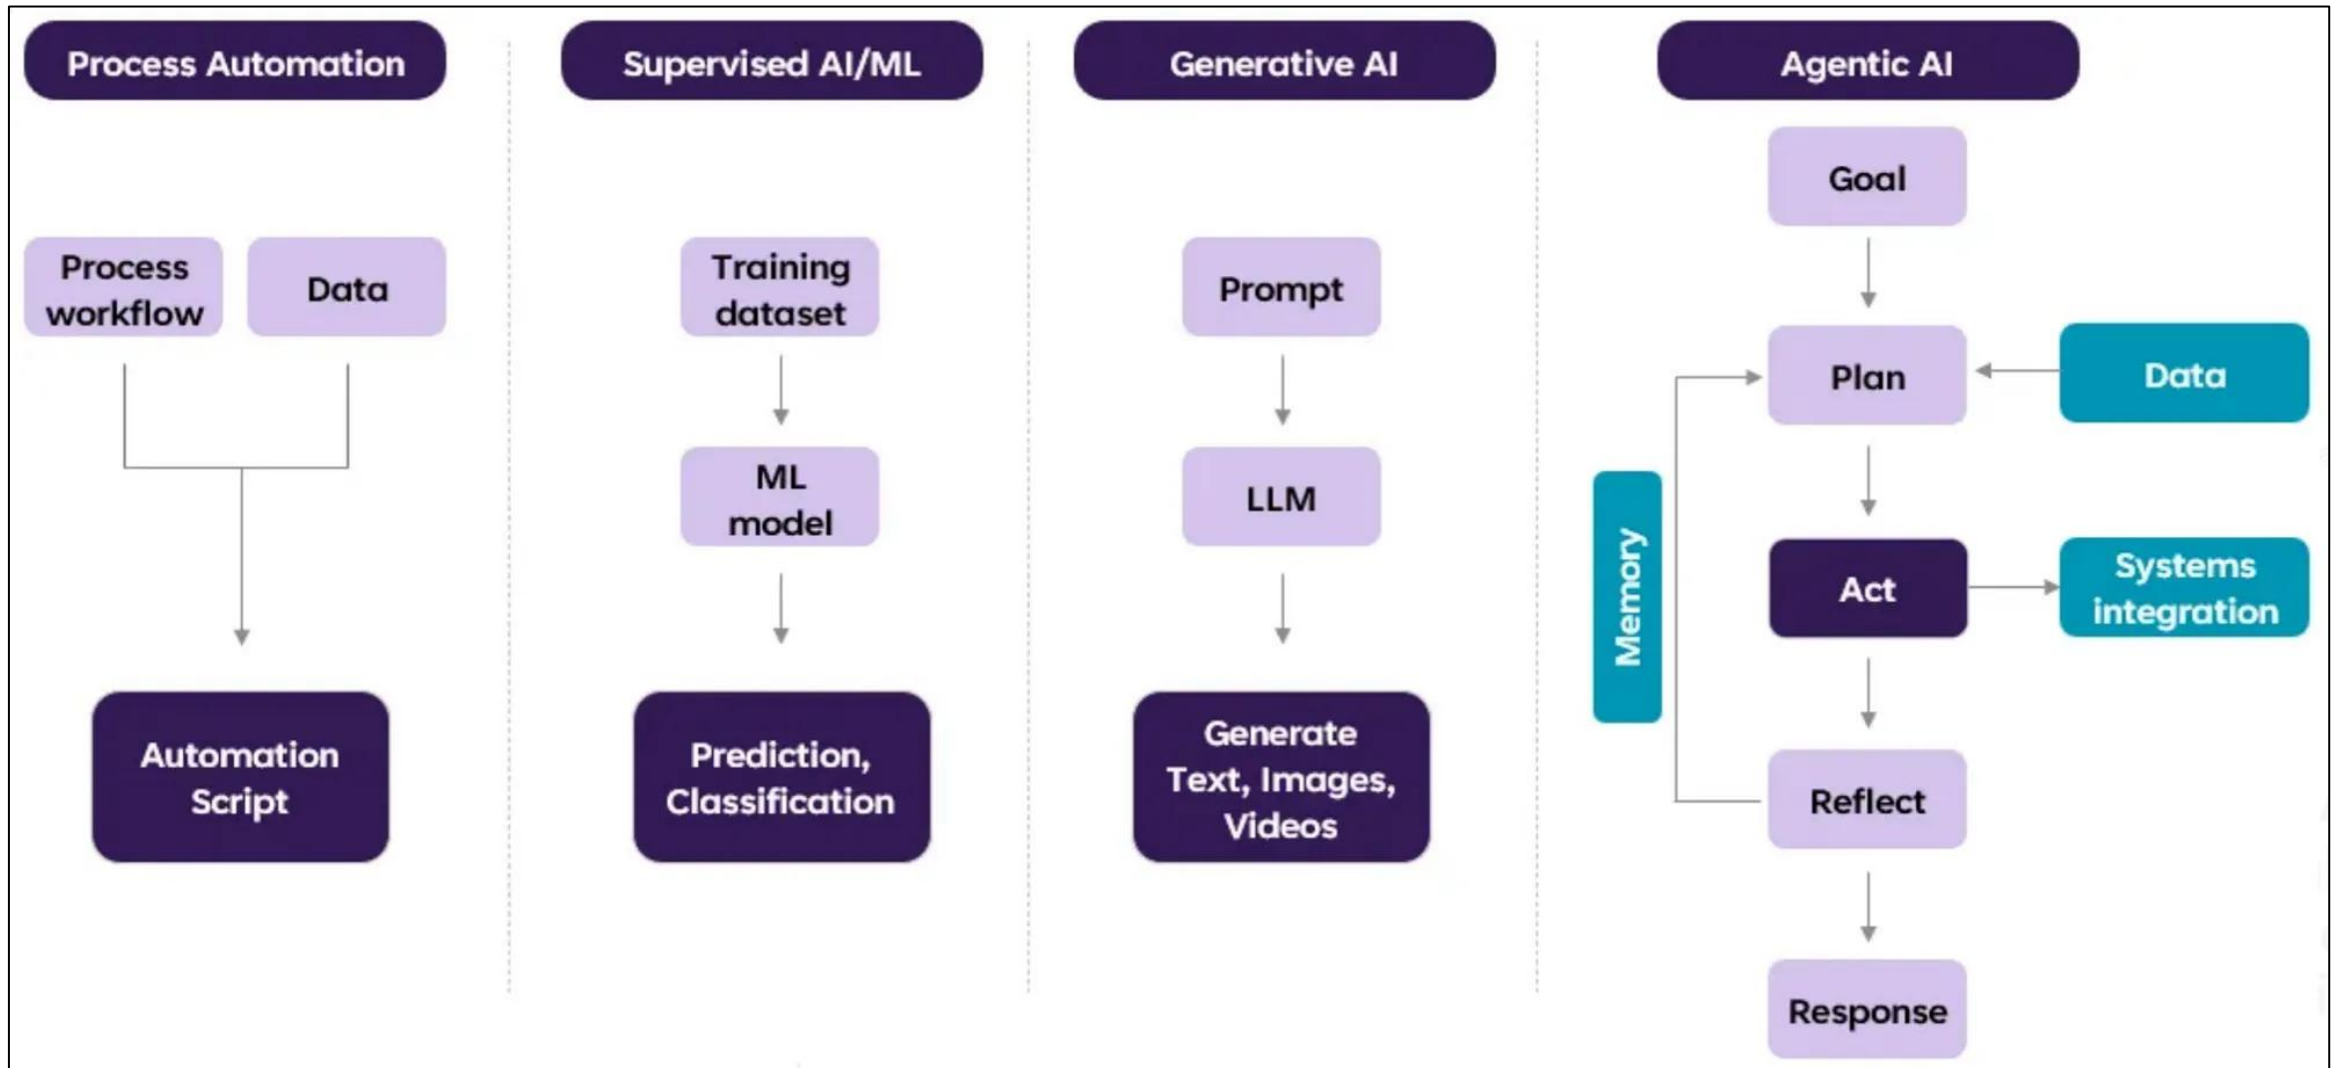 Process Automation
Supervised AI/ML
Generative AI
Agentic AI
Process
workflow
Data
Automation
Script
Training
dataset
ML
model
Prediction,
Classification
Prompt
LLM
Generate
Text, Images,
Videos
Goal
Plan
Data
Memory
Act
Systems
integration
Reflect
Response